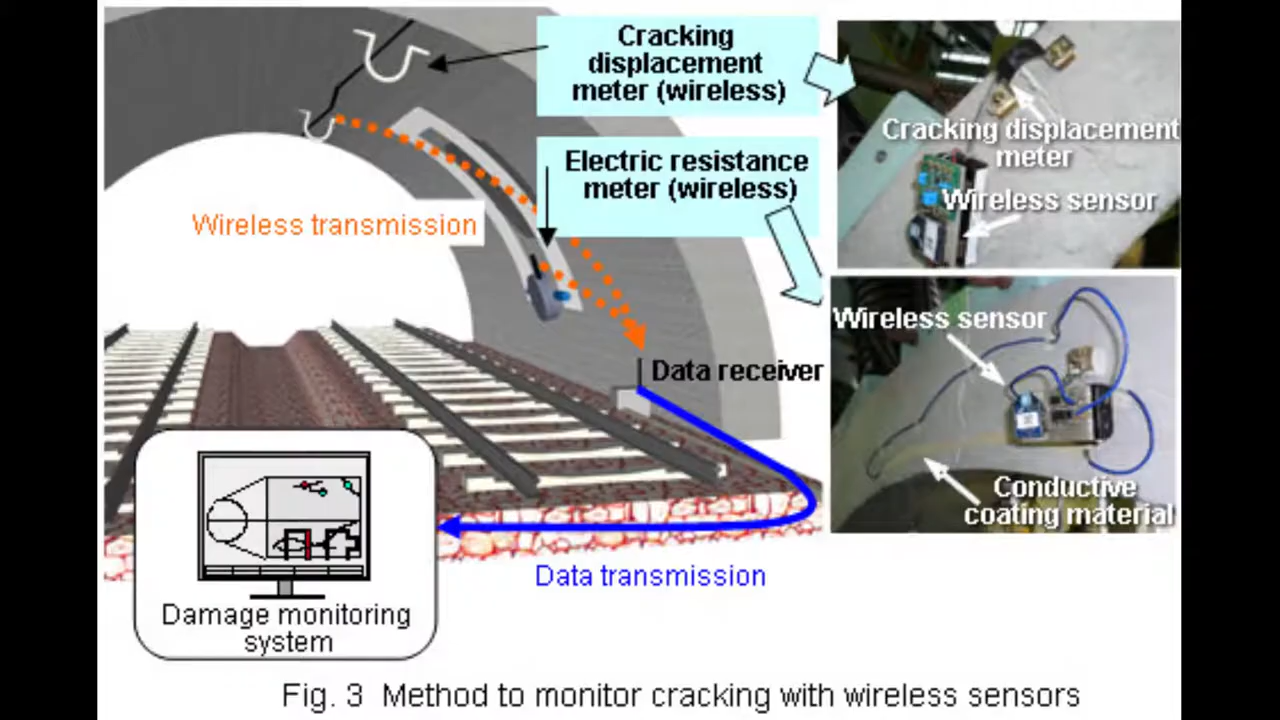 Cracking
displacement
meter (wireless)
Electric resistance
meter (wireless)
Wireless transmission
Data receiver
Data transmission
Damage monitoring
system
Cracking displacement
meter
Wireless sensor
Wireless sensor
Conductive
coating material
Fig. 3 Method to monitor cracking with wireless sensors